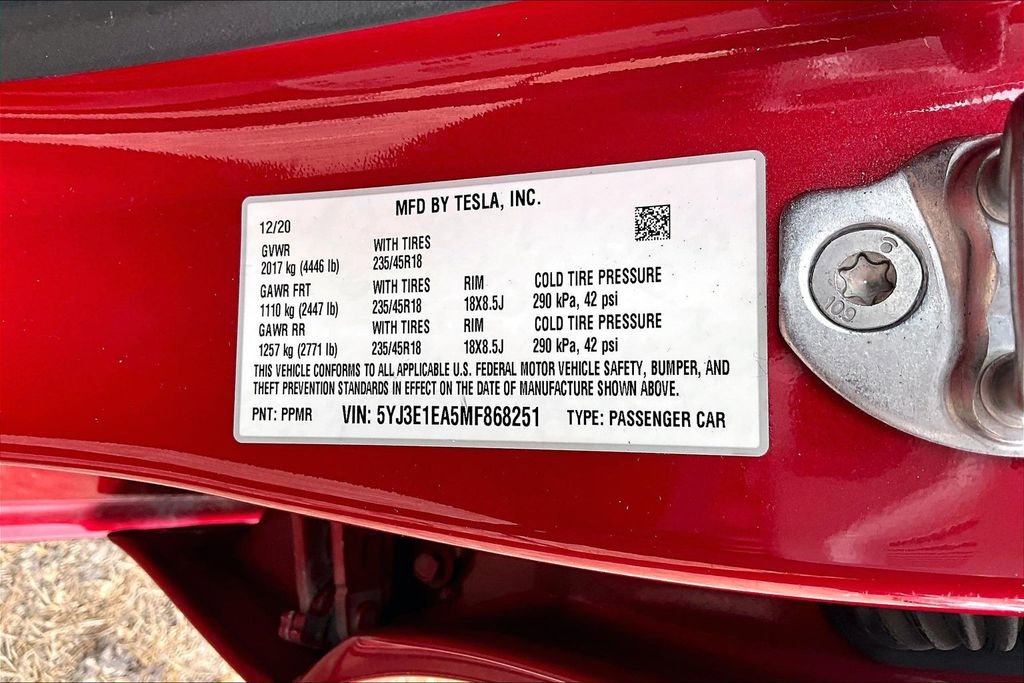 MFD BY TESLA, INC.
12/20
GVWR WITH TIRES
2017 kg (4446 lb) 235/45R18
GAWR FRT WITH TIRES RIM COLD TIRE PRESSURE
1110 kg (2447 lb) 235/45R18 18X8.5J 290 kPa, 42 psi
GAWR RR WITH TIRES RIM COLD TIRE PRESSURE
1257 kg (2771 lb) 235/45R18 18X8.5J 290 kPa, 42 psi
THIS VEHICLE CONFORMS TO ALL APPLICABLE U.S. FEDERAL MOTOR VEHICLE SAFETY, BUMPER, AND
THEFT PREVENTION STANDARDS IN EFFECT ON THE DATE OF MANUFACTURE SHOWN ABOVE.
PNT: PPMR VIN: 5YJ3E1EA5MF868251 TYPE: PASSENGER CAR